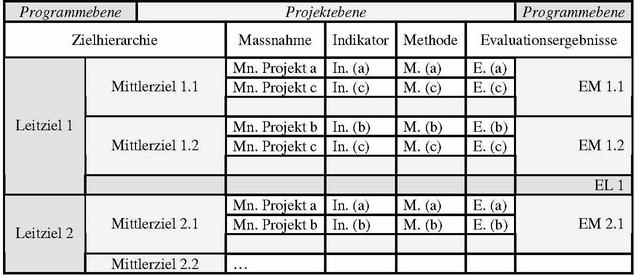 Programmebene Projektebene Programmebene
Zielhierarchie Massnahme Indikator Methode Evaluationsergebnisse
Leitziel 1 Mittlerziel 1.1 Mn. Projekt a In. (a) M. (a) E. (a) EM 1.1
Mn. Projekt c In. (c) M. (c) E. (c)
Mittlerziel 1.2 Mn. Projekt b In. (b) M. (b) E. (b) EM 1.2
Mn. Projekt c In. (c) M. (c) E. (c)
EL 1
Leitziel 2 Mittlerziel 2.1 Mn. Projekt a In. (a) M. (a) E. (a) EM 2.1
Mn. Projekt b In. (b) M. (b) E. (b)
Mittlerziel 2.2 …